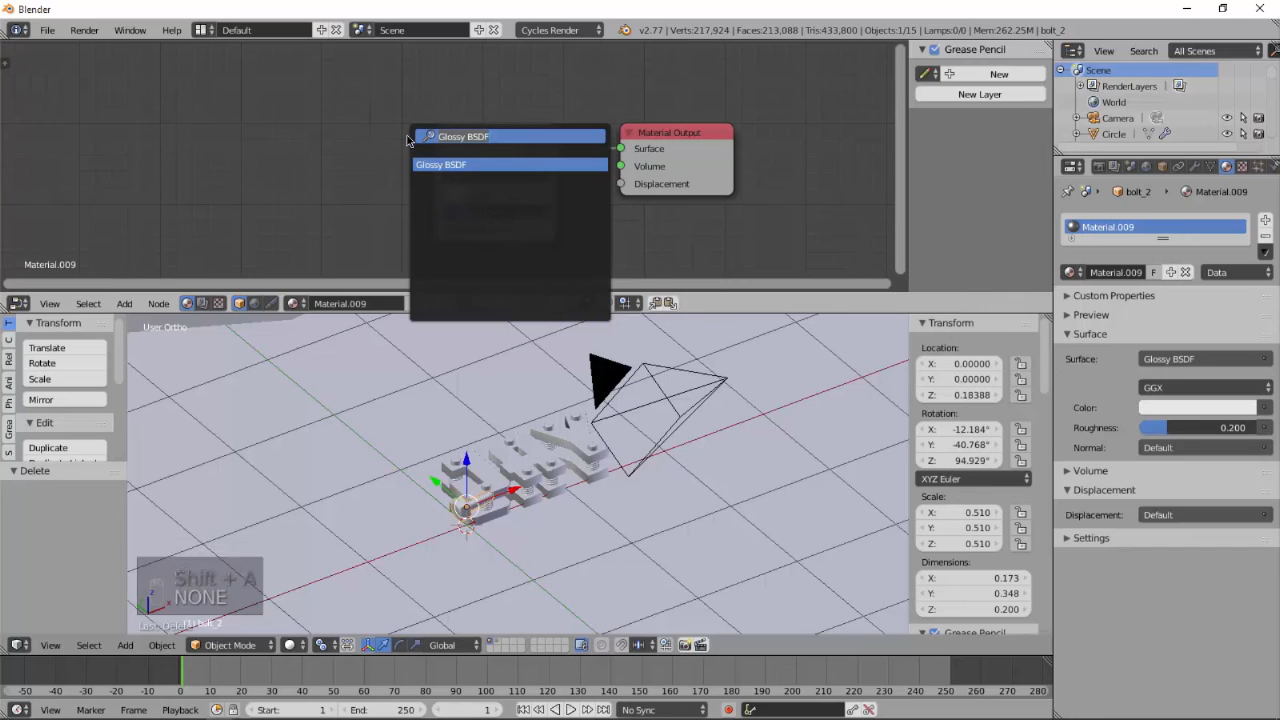 Blender
File Render Window Help Default Scene Cycles Render v2.77 | Verts:217,924 | Faces:213,088 | Tris:433,800 | Objects:1/15 | Lamps:0/0 | Mem:262.25M | bolt_2
View Search All Scenes
Grease Pencil
New
New Layer
Scene
RenderLayers
World
Camera
Circle
Glossy BSDF
Glossy BSDF
Material Output
Surface
Volume
Displacement
Material.009
bolt_2 Material.009
Material.009
Material.009 F Data
Custom Properties
Preview
Surface
Surface: Glossy BSDF
GGX
Color:
Roughness: 0.200
Normal: Default
Volume
Displacement
Displacement: Default
Settings
View Select Add Node Material.009
Transform
Translate
Rotate
Scale
Mirror
Edit
Duplicate
Delete
C
Rel
Ani
Ph
Grea
S
User Ortho
Shift + A
NONE
(1) bolt_2
Transform
Location:
X: 0.00000
Y: 0.00000
Z: 0.18388
Rotation:
X: -12.184°
Y: -40.768°
Z: 94.929°
XYZ Euler
Scale:
X: 0.510
Y: 0.510
Z: 0.510
Dimensions:
X: 0.173
Y: 0.348
Z: 0.200
Grease Pencil
View Select Add Object Object Mode Global
-50 -40 -30 -20 -10 0 10 20 30 40 50 60 70 80 90 100 110 120 130 140 150 160 170 180 190 200 210 220 230 240 250 260 270 280
View Marker Frame Playback Start: 1 End: 250 1 No Sync